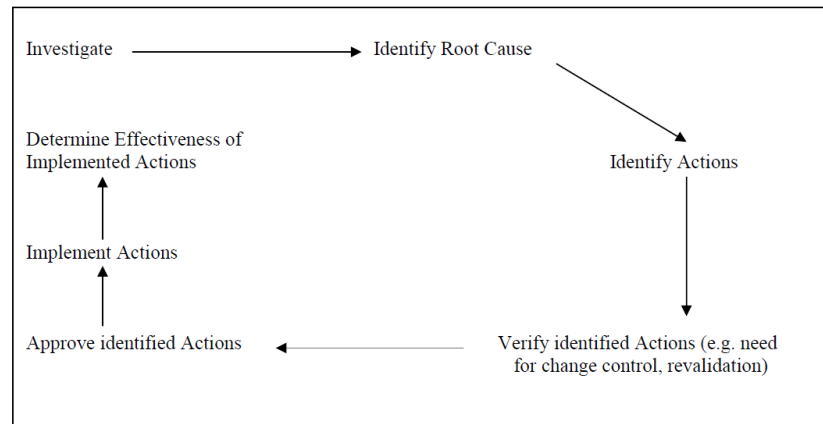 Investigate
Identify Root Cause
Determine Effectiveness of
Implemented Actions
Identify Actions
Implement Actions
Approve identified Actions
Verify identified Actions (e.g. need
for change control, revalidation)